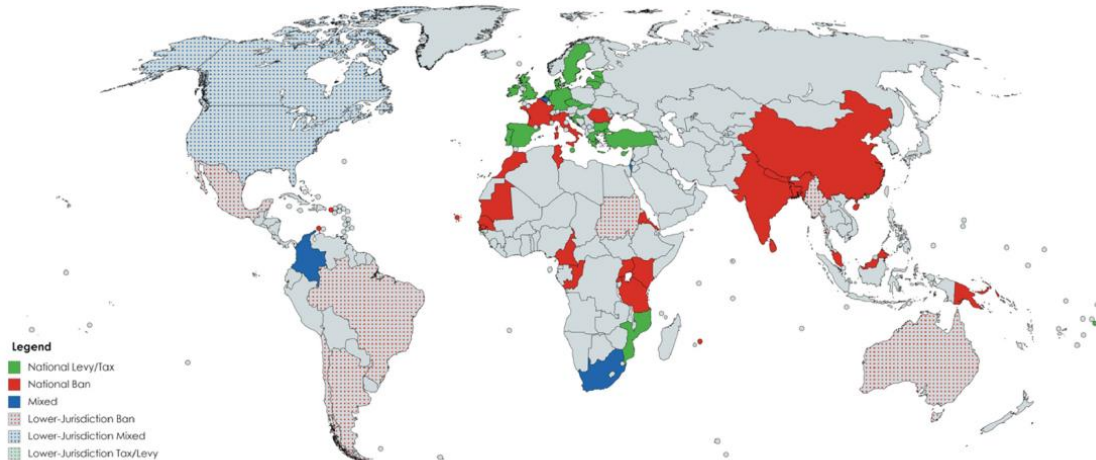 Legend
National Levy/Tax
National Ban
Mixed
Lower-Jurisdiction Ban
Lower-Jurisdiction Mixed
Lower-Jurisdiction Tax/Levy